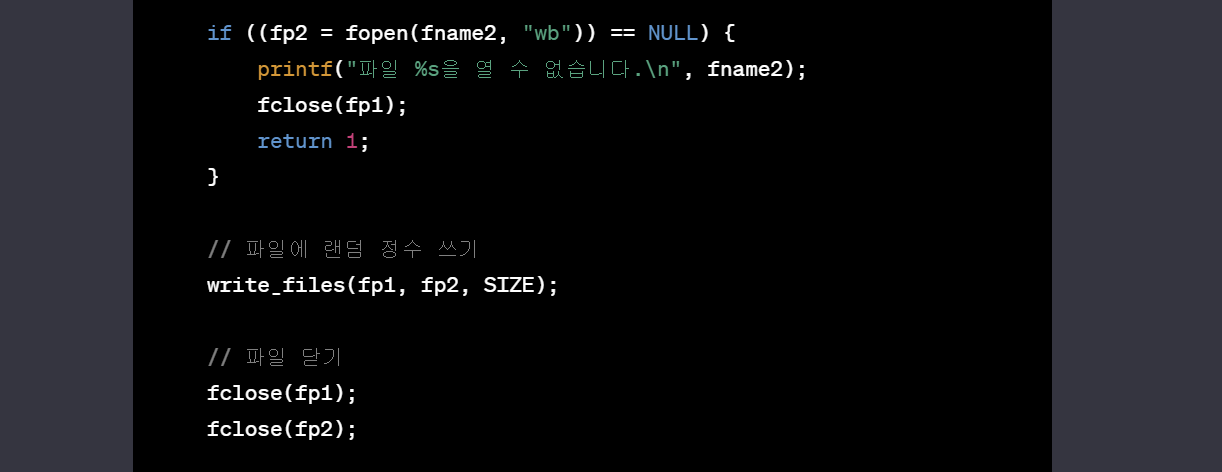 if ((fp2 = fopen(fname2, "wb")) == NULL) {
printf("파일 %s을 열 수 없습니다.\n", fname2);
fclose(fp1);
return 1;
}
// 파일에 랜덤 정수 쓰기
write_files(fp1, fp2, SIZE);
// 파일 닫기
fclose(fp1);
fclose(fp2);